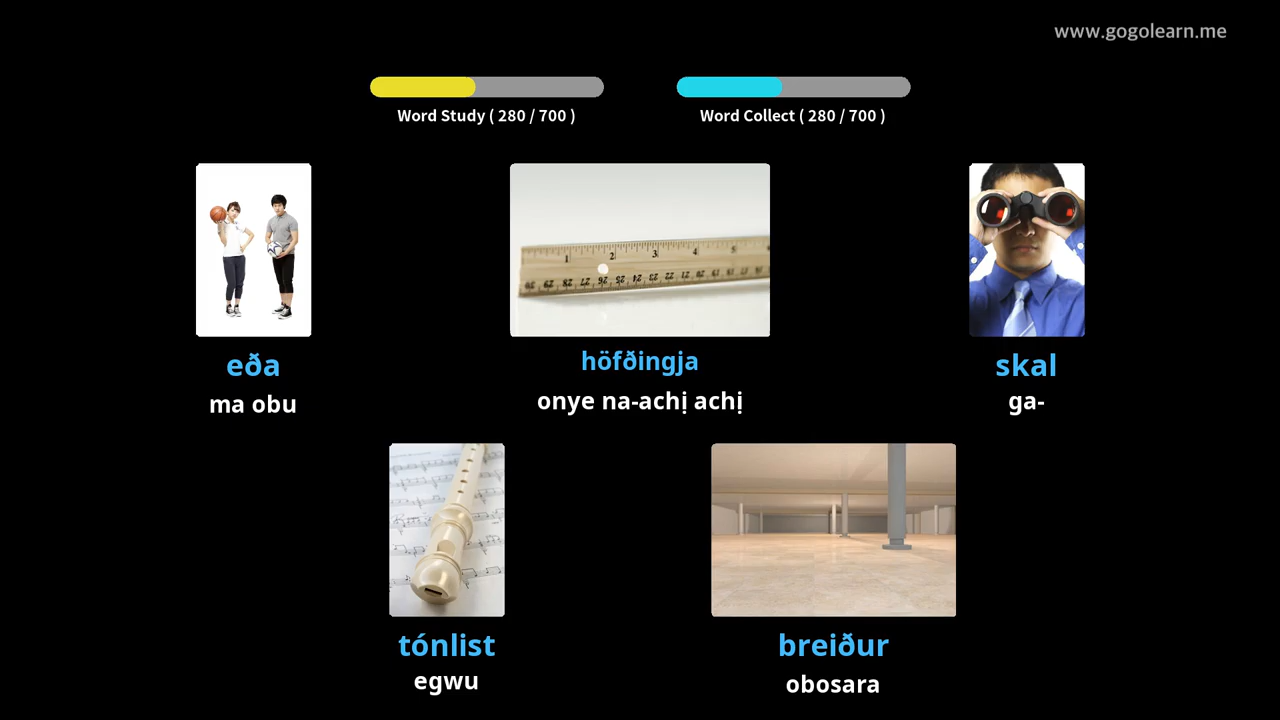 www.gogolearn.me
Word Study ( 280 / 700 )
Word Collect ( 280 / 700 )
eða
ma obu
höfðingja
onye na-achị achị
skal
ga-
tónlist
egwu
breiður
obosara